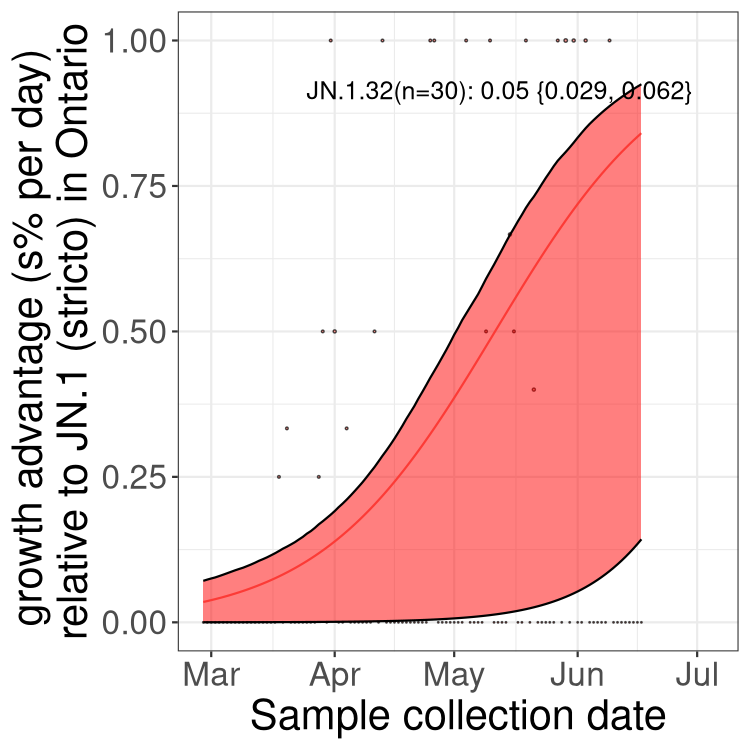 growth advantage (s% per day)
relative to JN.1 (stricto) in Ontario
1.00
0.75
0.50
0.25
0.00
JN.1.32(n=30): 0.05 {0.029, 0.062}
Mar Apr May Jun Jul
Sample collection date